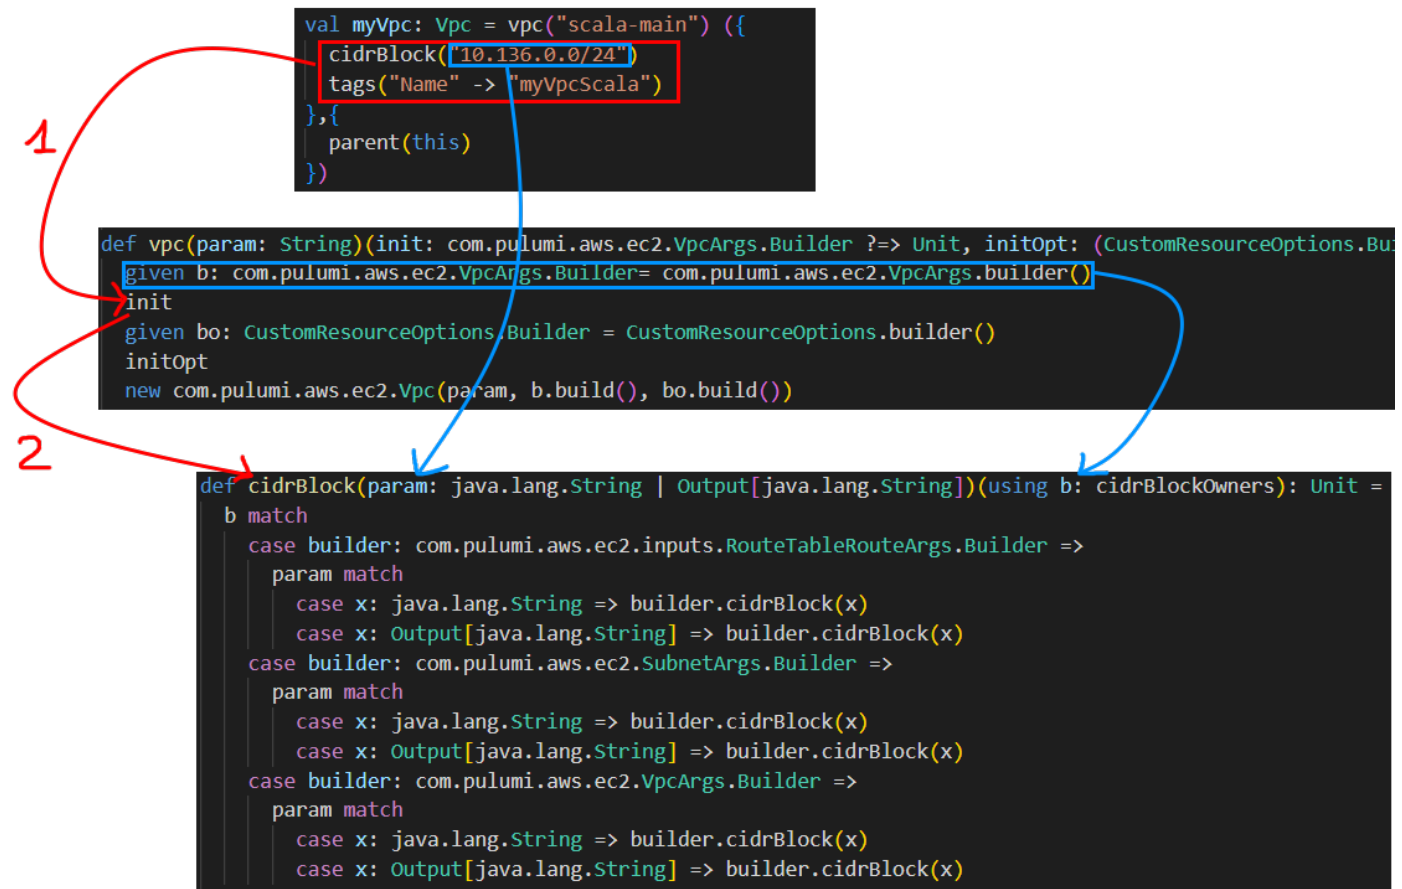 val myVpc: Vpc = vpc("scala-main") ({
cidrBlock("10.136.0.0/24")
tags("Name" -> "myVpcScala")
},{
parent(this)
})
1
def vpc(param: String)(init: com.pulumi.aws.ec2.VpcArgs.Builder ?=> Unit, initOpt: (CustomResourceOptions.Bui
given b: com.pulumi.aws.ec2.VpcArgs.Builder= com.pulumi.aws.ec2.VpcArgs.builder()
init
given bo: CustomResourceOptions.Builder = CustomResourceOptions.builder()
initOpt
new com.pulumi.aws.ec2.Vpc(param, b.build(), bo.build())
2
def cidrBlock(param: java.lang.String | Output[java.lang.String])(using b: cidrBlockOwners): Unit =
b match
case builder: com.pulumi.aws.ec2.inputs.RouteTableRouteArgs.Builder =>
param match
case x: java.lang.String => builder.cidrBlock(x)
case x: Output[java.lang.String] => builder.cidrBlock(x)
case builder: com.pulumi.aws.ec2.SubnetArgs.Builder =>
param match
case x: java.lang.String => builder.cidrBlock(x)
case x: Output[java.lang.String] => builder.cidrBlock(x)
case builder: com.pulumi.aws.ec2.VpcArgs.Builder =>
param match
case x: java.lang.String => builder.cidrBlock(x)
case x: Output[java.lang.String] => builder.cidrBlock(x)